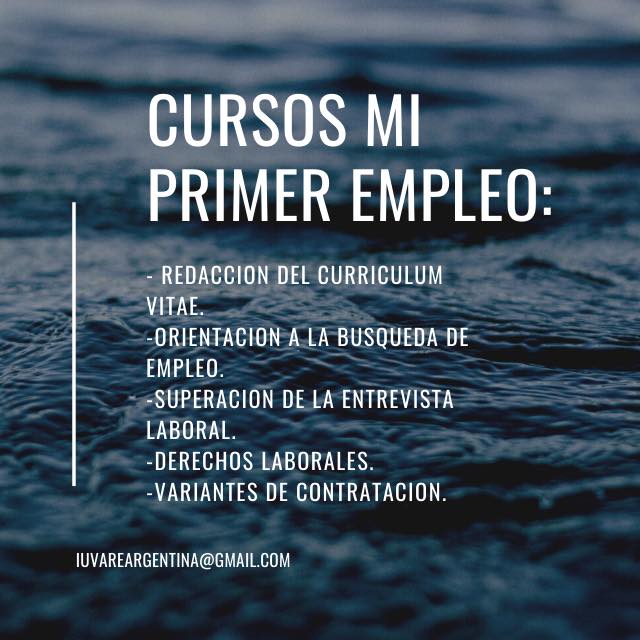 CURSOS MI
PRIMER EMPLEO:
- REDACCION DEL CURRICULUM
VITAE.
-ORIENTACION A LA BUSQUEDA DE
EMPLEO.
-SUPERACION DE LA ENTREVISTA
LABORAL.
-DERECHOS LABORALES.
-VARIANTES DE CONTRATACION.
IUVAREARGENTINA@GMAIL.COM